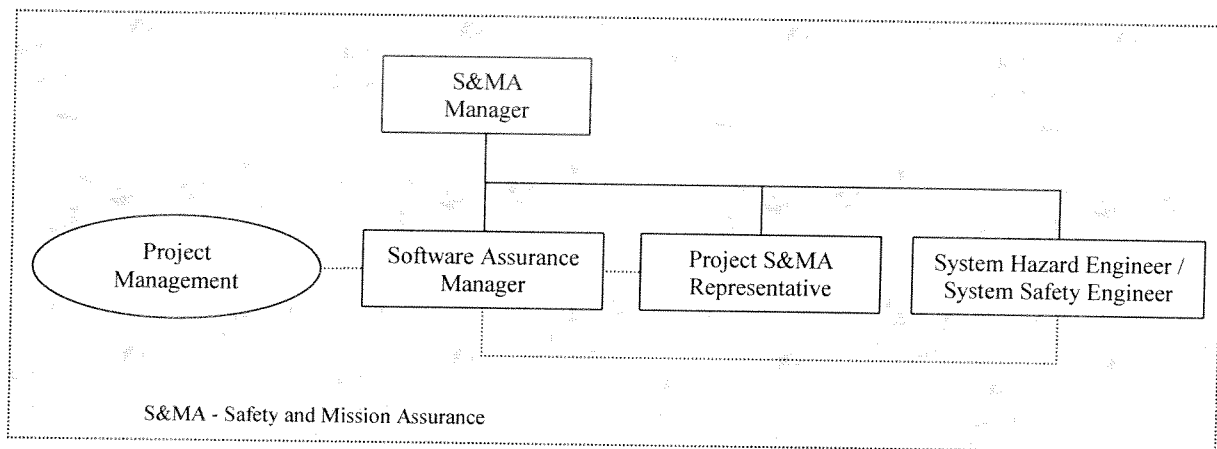 S&MA
Manager
Project
Management
Software Assurance
Manager
Project S&MA
Representative
System Hazard Engineer /
System Safety Engineer
S&MA - Safety and Mission Assurance